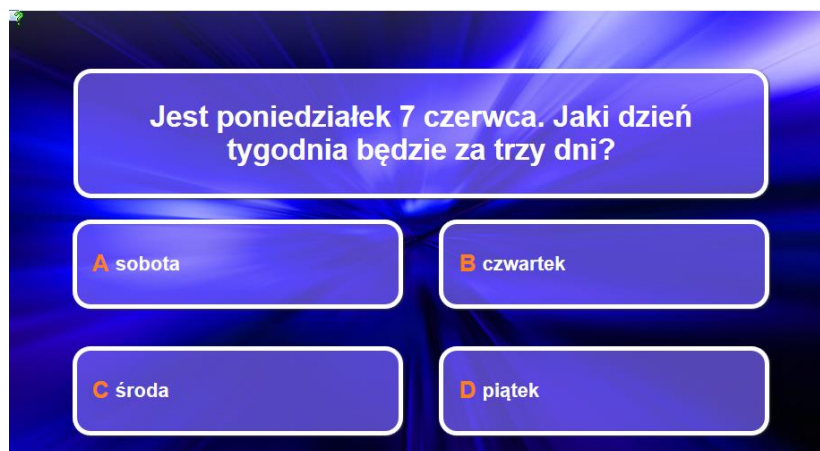 Jest poniedziałek 7 czerwca. Jaki dzień
tygodnia będzie za trzy dni?
A sobota
B czwartek
C środa
D piątek